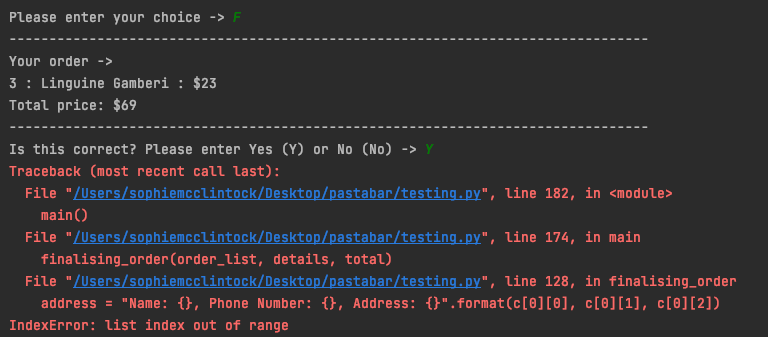 Please enter your choice -> F
--------------------------------------------------------------------------------
Your order ->
3 : Linguine Gamberi : $23
Total price: $69
--------------------------------------------------------------------------------
Is this correct? Please enter Yes (Y) or No (No) -> Y
Traceback (most recent call last):
  File "/Users/sophiemcclintock/Desktop/pastabar/testing.py", line 182, in <module>
    main()
  File "/Users/sophiemcclintock/Desktop/pastabar/testing.py", line 174, in main
    finalising_order(order_list, details, total)
  File "/Users/sophiemcclintock/Desktop/pastabar/testing.py", line 128, in finalising_order
    address = "Name: {}, Phone Number: {}, Address: {}".format(c[0][0], c[0][1], c[0][2])
IndexError: list index out of range